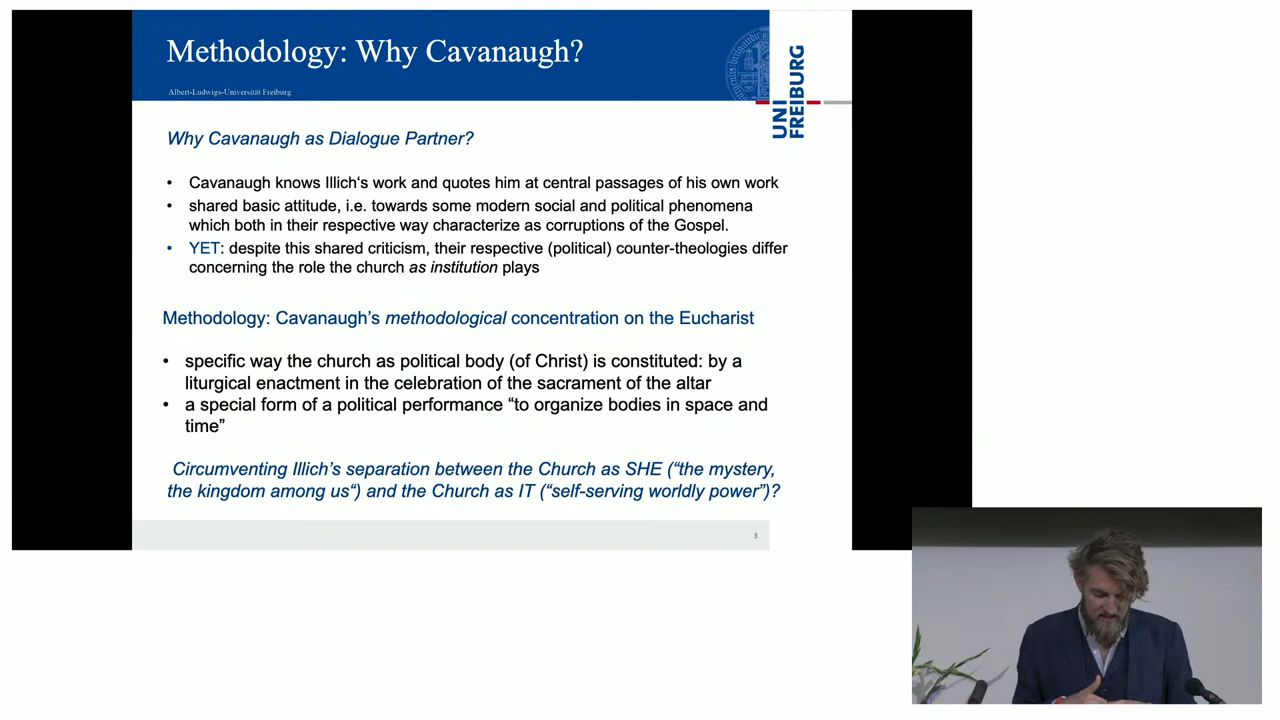 Methodology: Why Cavanaugh?
Albert-Ludwigs-Universität Freiburg
UNI
FREIBURG
Why Cavanaugh as Dialogue Partner?
• Cavanaugh knows Illich‘s work and quotes him at central passages of his own work
• shared basic attitude, i.e. towards some modern social and political phenomena
which both in their respective way characterize as corruptions of the Gospel.
• YET: despite this shared criticism, their respective (political) counter-theologies differ
concerning the role the church as institution plays
Methodology: Cavanaugh’s methodological concentration on the Eucharist
• specific way the church as political body (of Christ) is constituted: by a
liturgical enactment in the celebration of the sacrament of the altar
• a special form of a political performance “to organize bodies in space and
time”
Circumventing Illich’s separation between the Church as SHE (“the mystery,
the kingdom among us“) and the Church as IT (“self-serving worldly power”)?
3